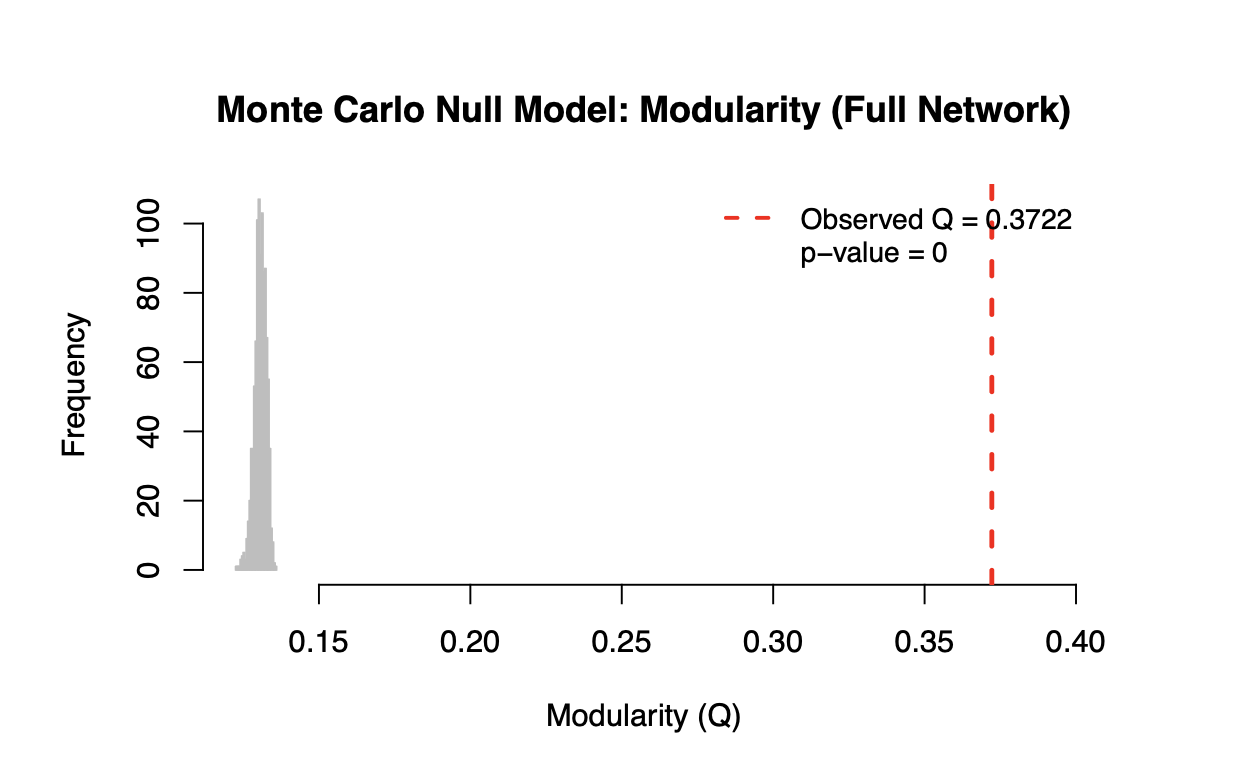 Monte Carlo Null Model: Modularity (Full Network)
Observed Q = 0.3722
p−value = 0
Frequency
100
80
60
40
20
0
0.15 0.20 0.25 0.30 0.35 0.40
Modularity (Q)